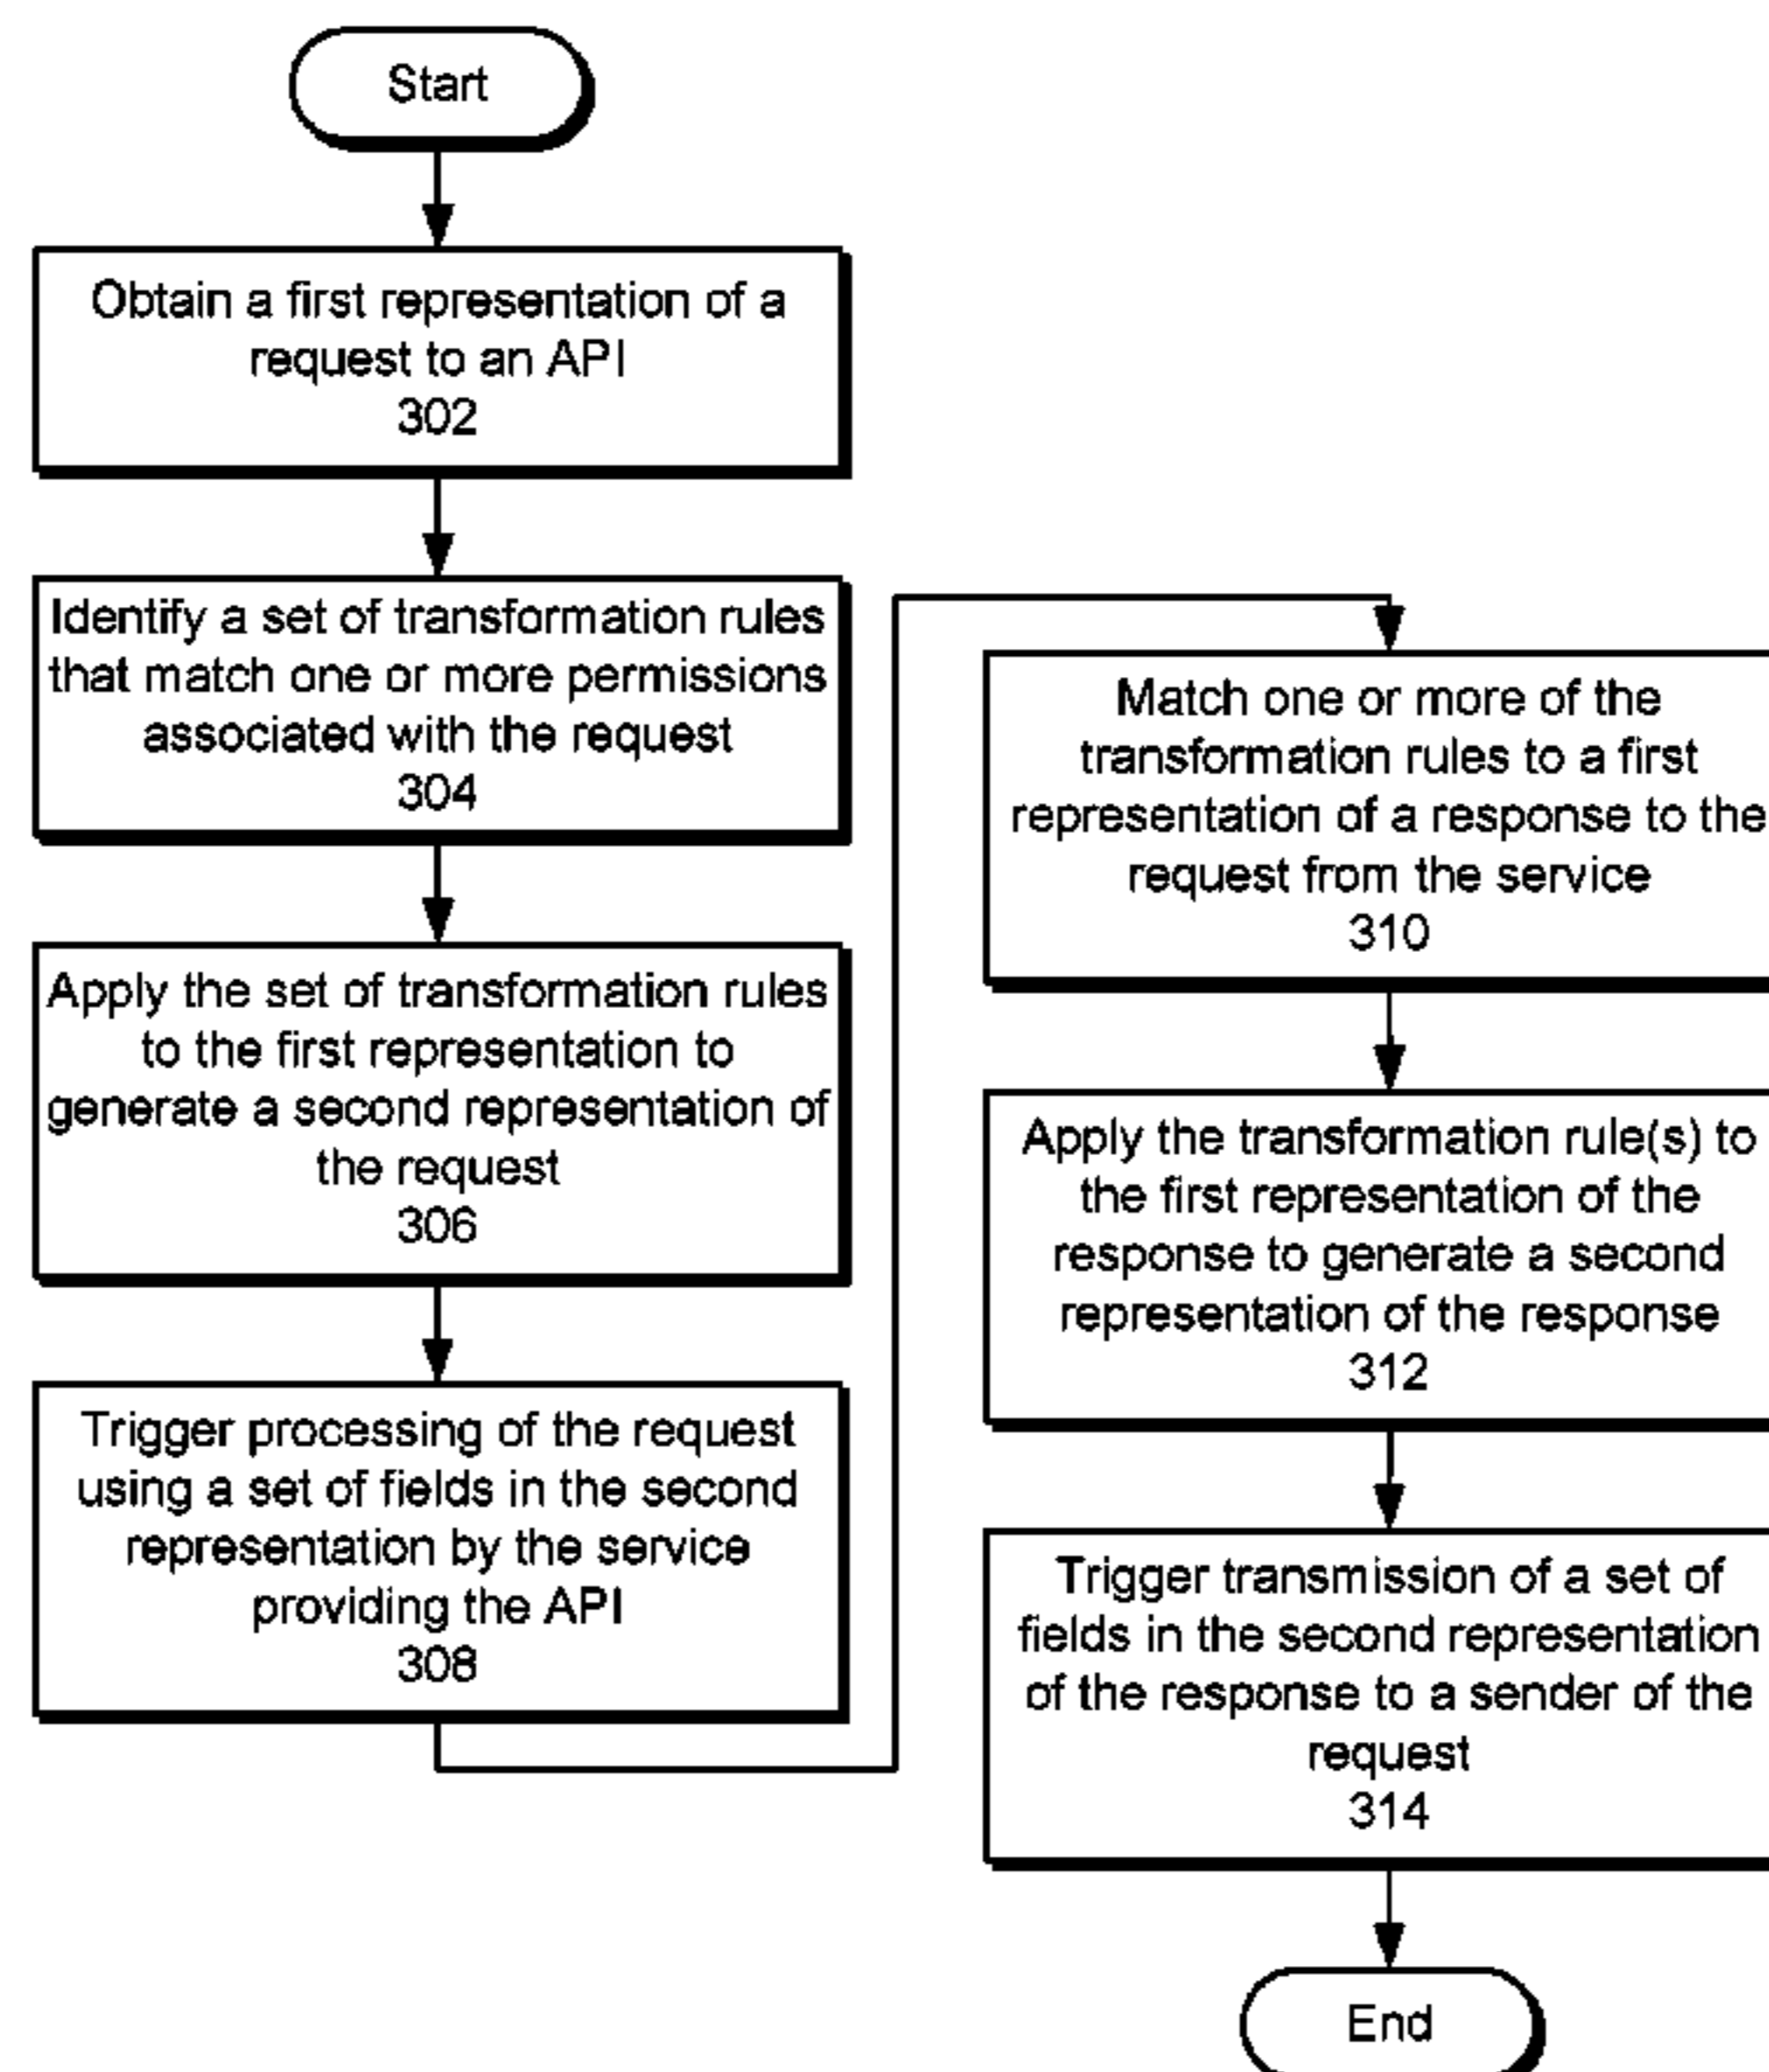 Start
Obtain a first representation of a
request to an API
302
Identify a set of transformation rules
that match one or more permissions
associated with the request
304
Apply the set of transformation rules
to the first representation to
generate a second representation of
the request
306
Trigger processing of the request
using a set of fields in the second
representation by the service
providing the API
308
Match one or more of the
transformation rules to a first
representation of a response to the
request from the service
310
Apply the transformation rule(s) to
the first representation of the
response to generate a second
representation of the response
312
Trigger transmission of a set of
fields in the second representation
of the response to a sender of the
request
314
End